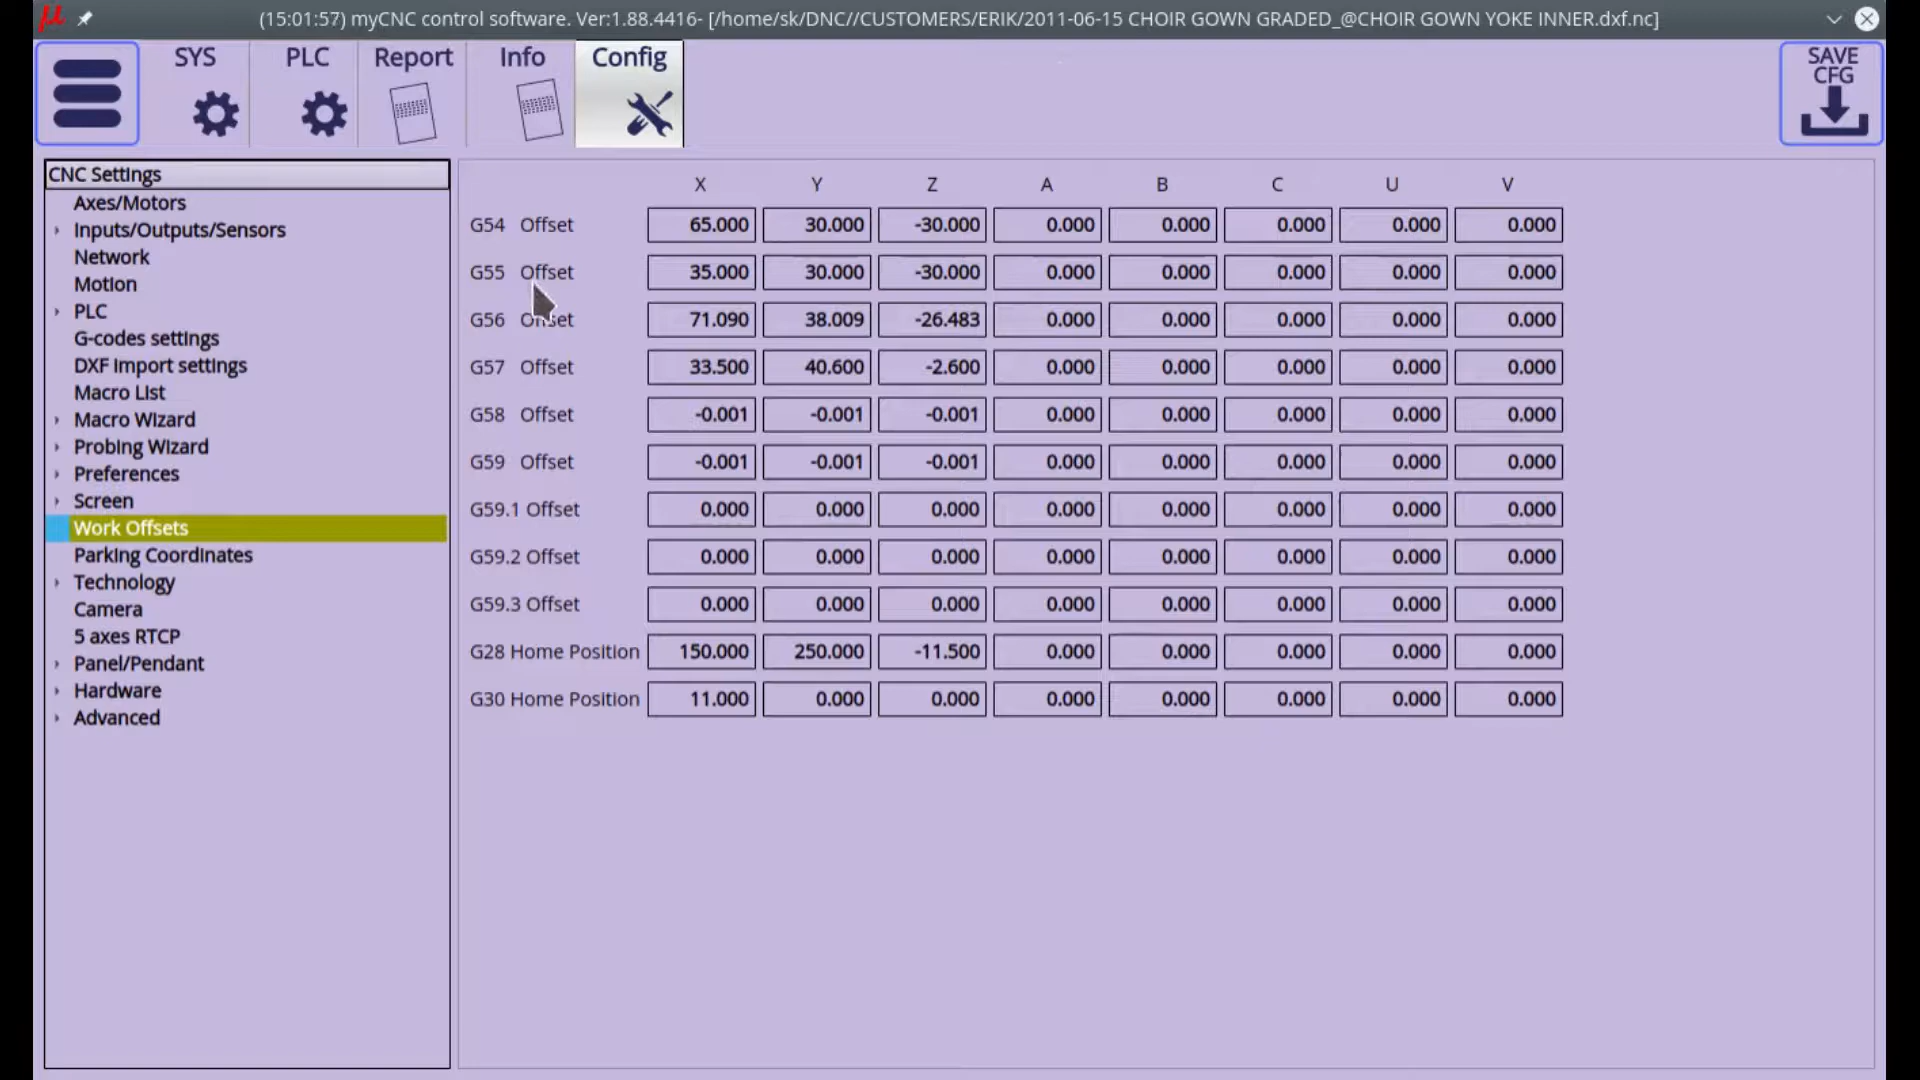 (15:01:57) myCNC control software. Ver:1.88.4416- [/home/sk/DNC//CUSTOMERS/ERIK/2011-06-15 CHOIR GOWN GRADED_@CHOIR GOWN YOKE INNER.dxf.nc]
SYS PLC Report Info Config SAVE CFG
CNC Settings
Axes/Motors
Inputs/Outputs/Sensors
Network
Motion
PLC
G-codes settings
DXF import settings
Macro List
Macro Wizard
Probing Wizard
Preferences
Screen
Work Offsets
Parking Coordinates
Technology
Camera
5 axes RTCP
Panel/Pendant
Hardware
Advanced
X Y Z A B C U V
G54 Offset 65.000 30.000 -30.000 0.000 0.000 0.000 0.000 0.000
G55 Offset 35.000 30.000 -30.000 0.000 0.000 0.000 0.000 0.000
G56 Offset 71.090 38.009 -26.483 0.000 0.000 0.000 0.000 0.000
G57 Offset 33.500 40.600 -2.600 0.000 0.000 0.000 0.000 0.000
G58 Offset -0.001 -0.001 -0.001 0.000 0.000 0.000 0.000 0.000
G59 Offset -0.001 -0.001 -0.001 0.000 0.000 0.000 0.000 0.000
G59.1 Offset 0.000 0.000 0.000 0.000 0.000 0.000 0.000 0.000
G59.2 Offset 0.000 0.000 0.000 0.000 0.000 0.000 0.000 0.000
G59.3 Offset 0.000 0.000 0.000 0.000 0.000 0.000 0.000 0.000
G28 Home Position 150.000 250.000 -11.500 0.000 0.000 0.000 0.000 0.000
G30 Home Position 11.000 0.000 0.000 0.000 0.000 0.000 0.000 0.000